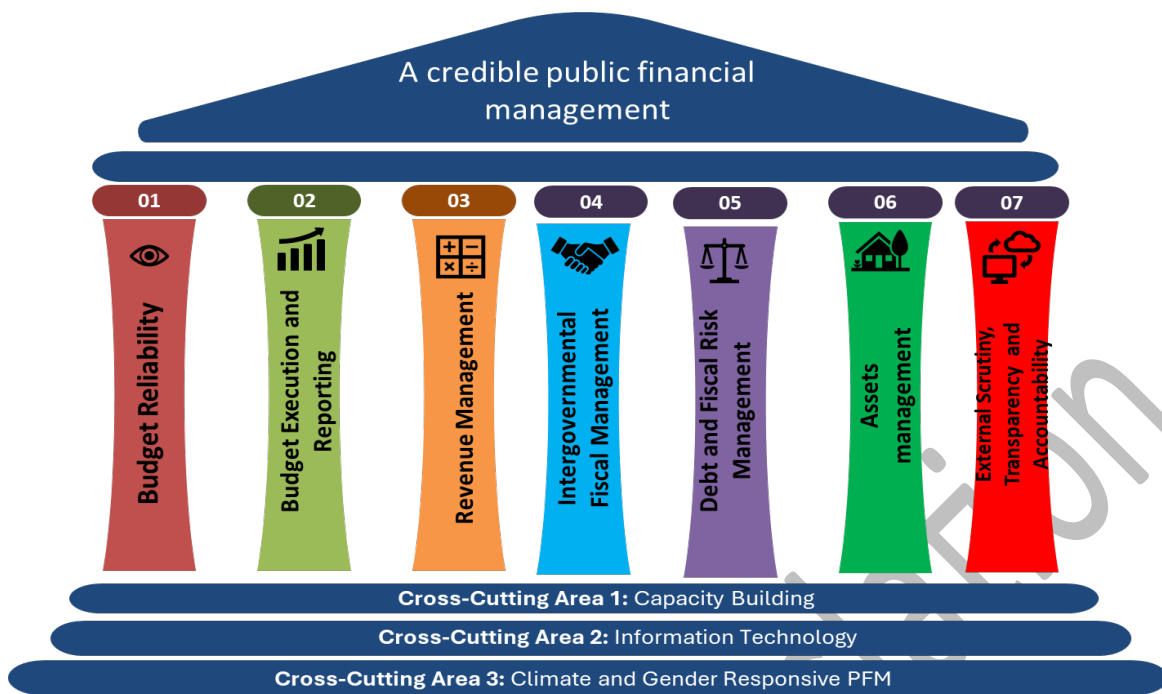 A credible public financial
management
01
02
03
04
05
06
07
Budget Reliability
Budget Execution and
Reporting
Revenue Management
Intergovernmental
Fiscal Management
Debt and Fiscal Risk
Management
Assets
management
External Scrutiny,
Transparency and
Accountability
Cross-Cutting Area 1: Capacity Building
Cross-Cutting Area 2: Information Technology
Cross-Cutting Area 3: Climate and Gender Responsive PFM